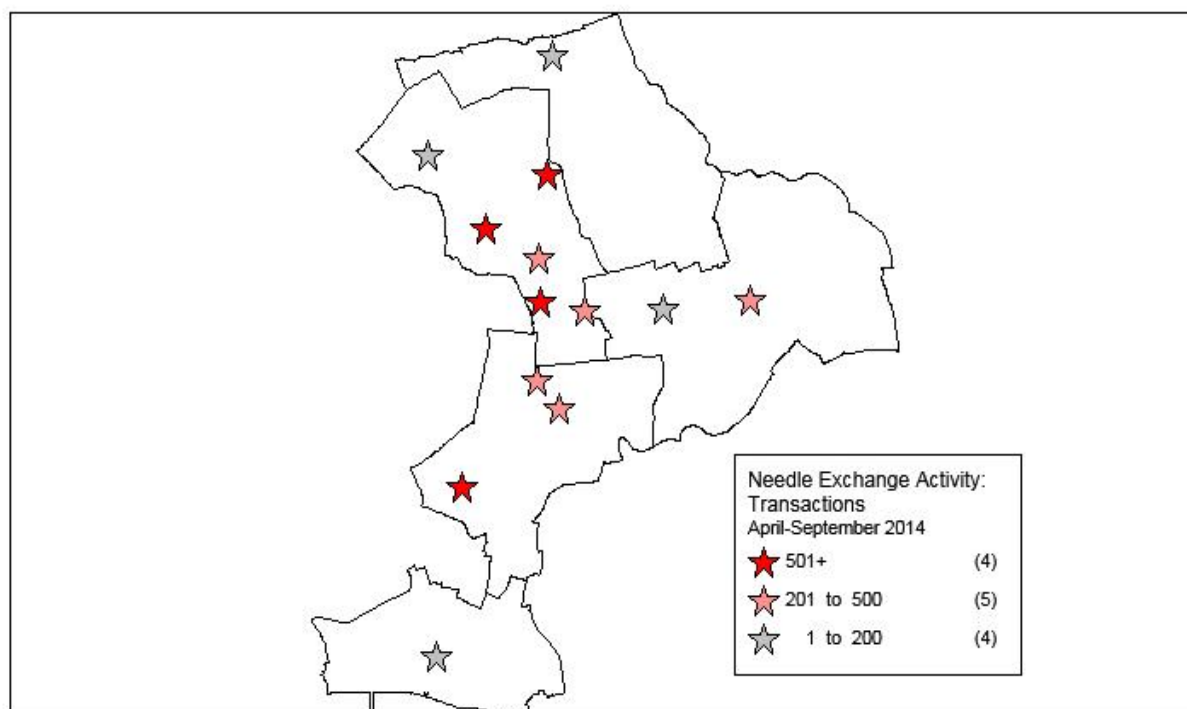 Needle Exchange Activity:
Transactions
April-September 2014
501+ (4)
201 to 500 (5)
1 to 200 (4)